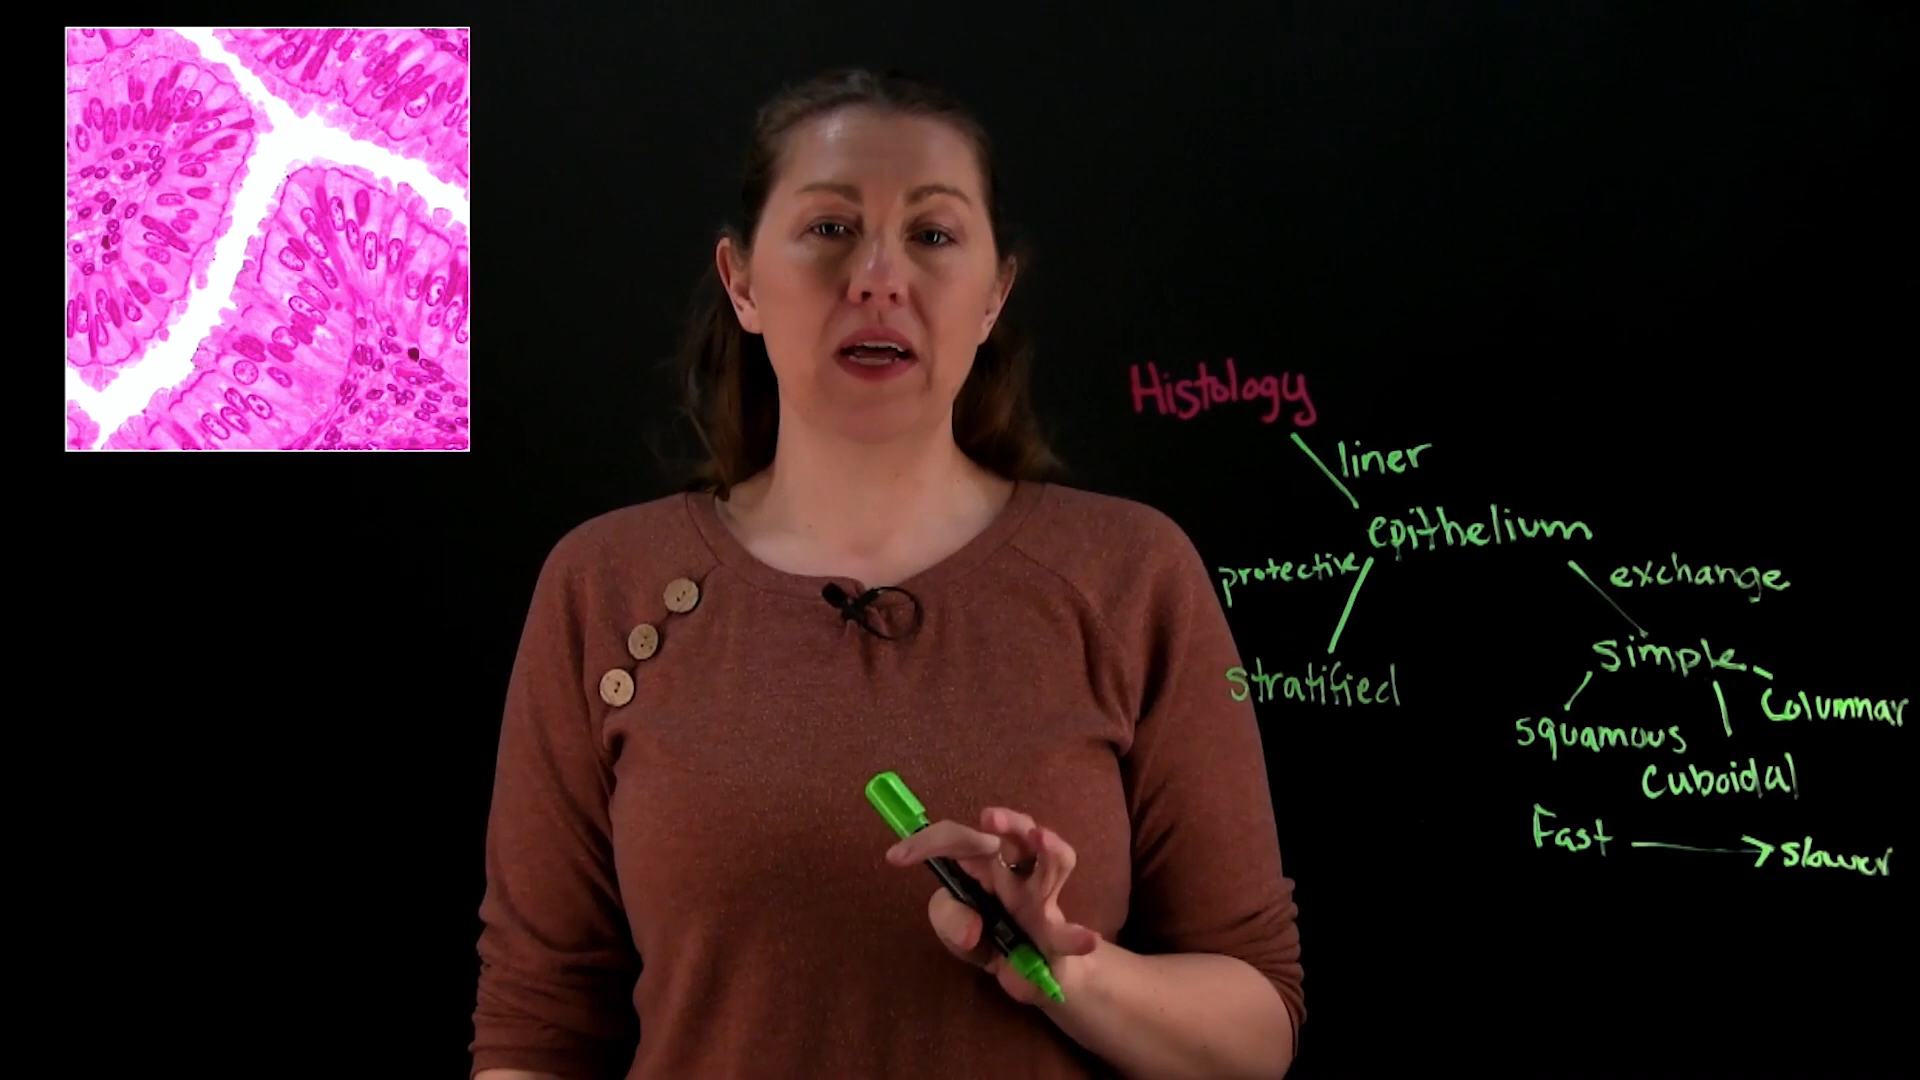 Histology
liner
epithelium
protective
exchange
stratified
simple
squamous
cuboidal
columnar
Fast → slower